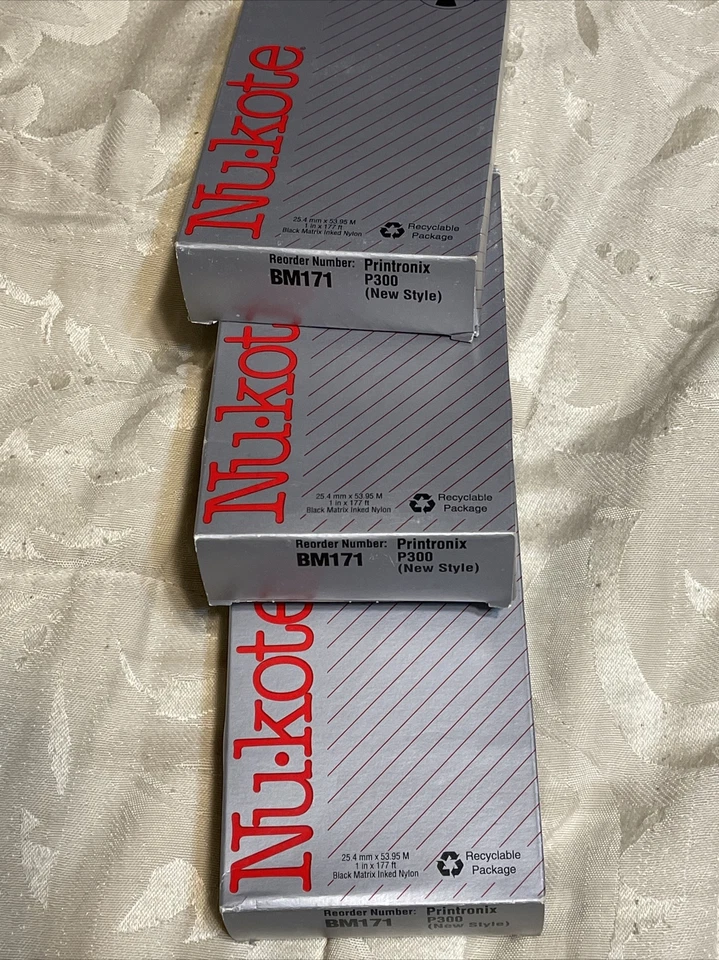 Nu·kote®
25.4 mm x 53.95 M
1 in x 177 ft
Black Matrix Inked Nylon
Recyclable
Package
Reorder Number: Printronix
BM171 P300
(New Style)
Nu·kot
25.4 mm x 53.95 M
1 in x 177 ft
Black Matrix Inked Nylon
Recyclable
Package
Reorder Number: Printronix
BM171 P300
(New Style)
Nu·kote
25.4 mm x 53.95 M
1 in x 177 ft
Black Matrix Inked Nylon
Recyclable
Package
Reorder Number: Printronix
BM171 P300
(New Style)